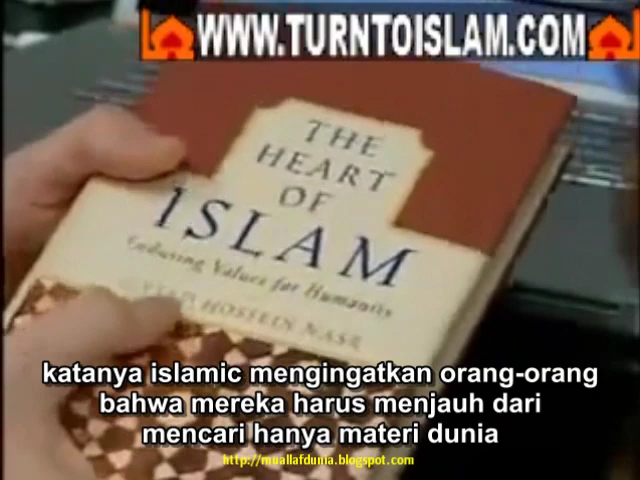 WWW.TURNTOISLAM.COM
THE
HEART
OF
ISLAM
Enduring Values for Humanity
SEYYED HOSSEIN NASR
katanya islamic mengingatkan orang-orang
bahwa mereka harus menjauh dari
mencari hanya materi dunia
http://muallafdunia.blogspot.com